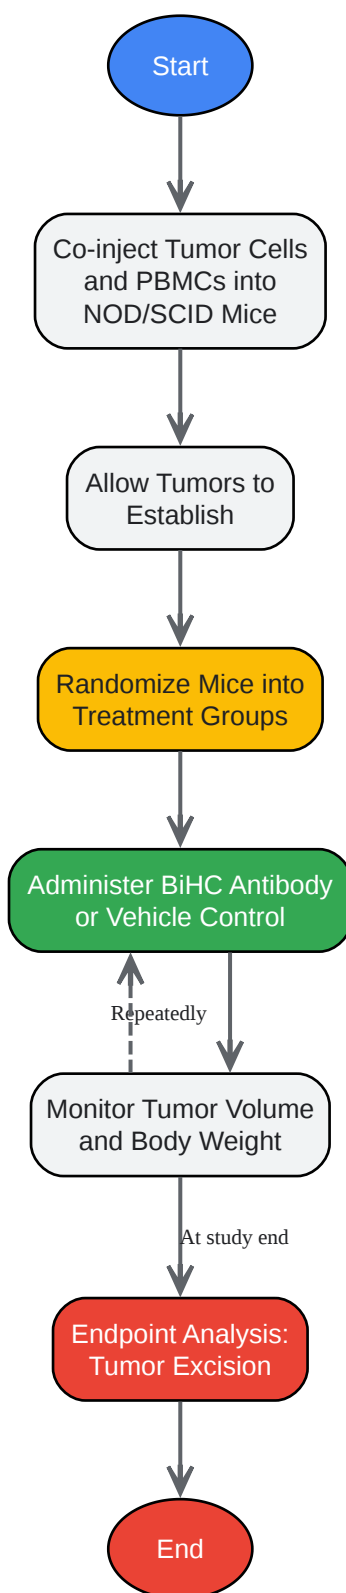 Start
Co-inject Tumor Cells
and PBMCs into
NOD/SCID Mice
Allow Tumors to
Establish
Randomize Mice into
Treatment Groups
Administer BiHC Antibody
or Vehicle Control
Repeatedly
Monitor Tumor Volume
and Body Weight
At study end
Endpoint Analysis:
Tumor Excision
End